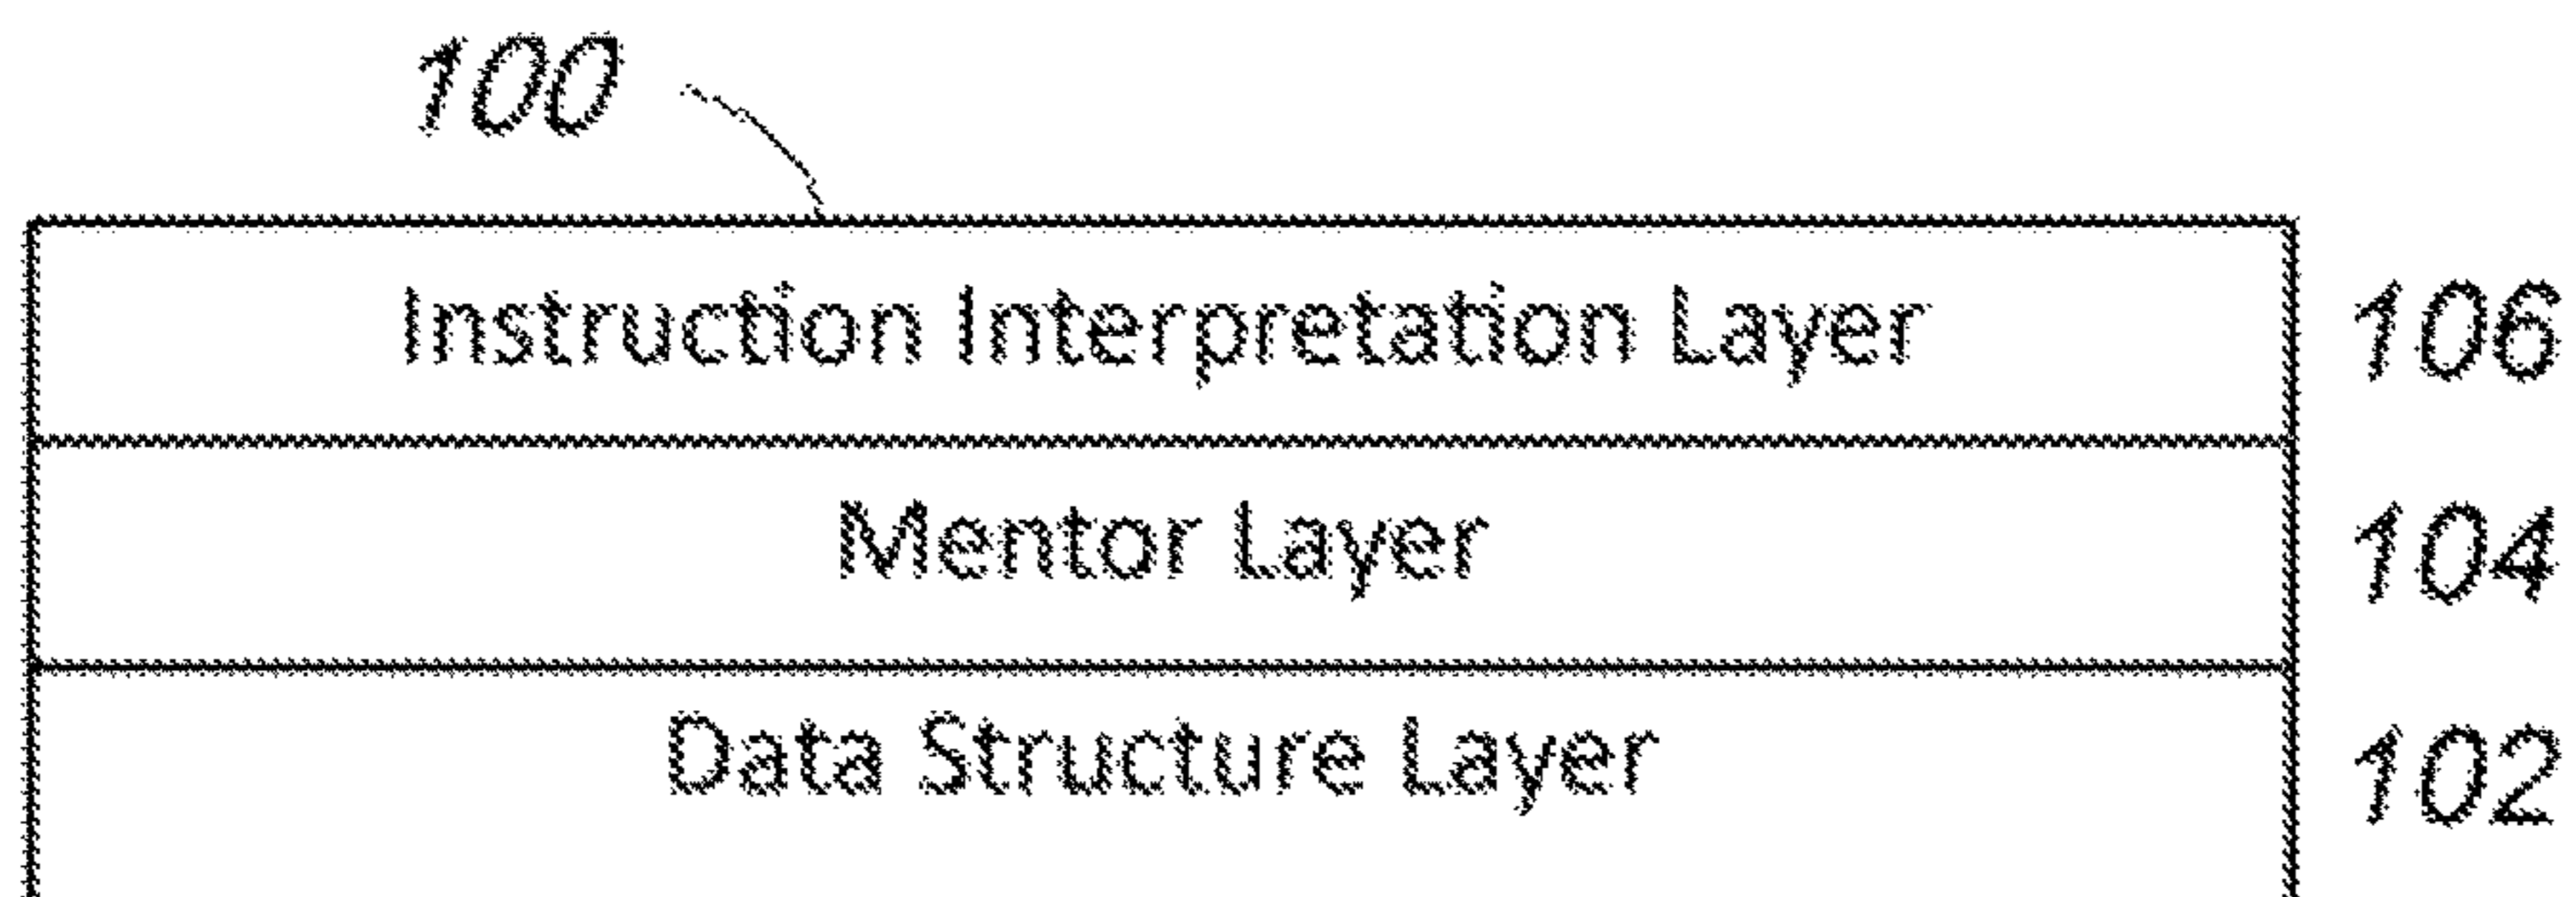 100
Instruction Interpretation Layer 106
Mentor Layer 104
Data Structure Layer 102